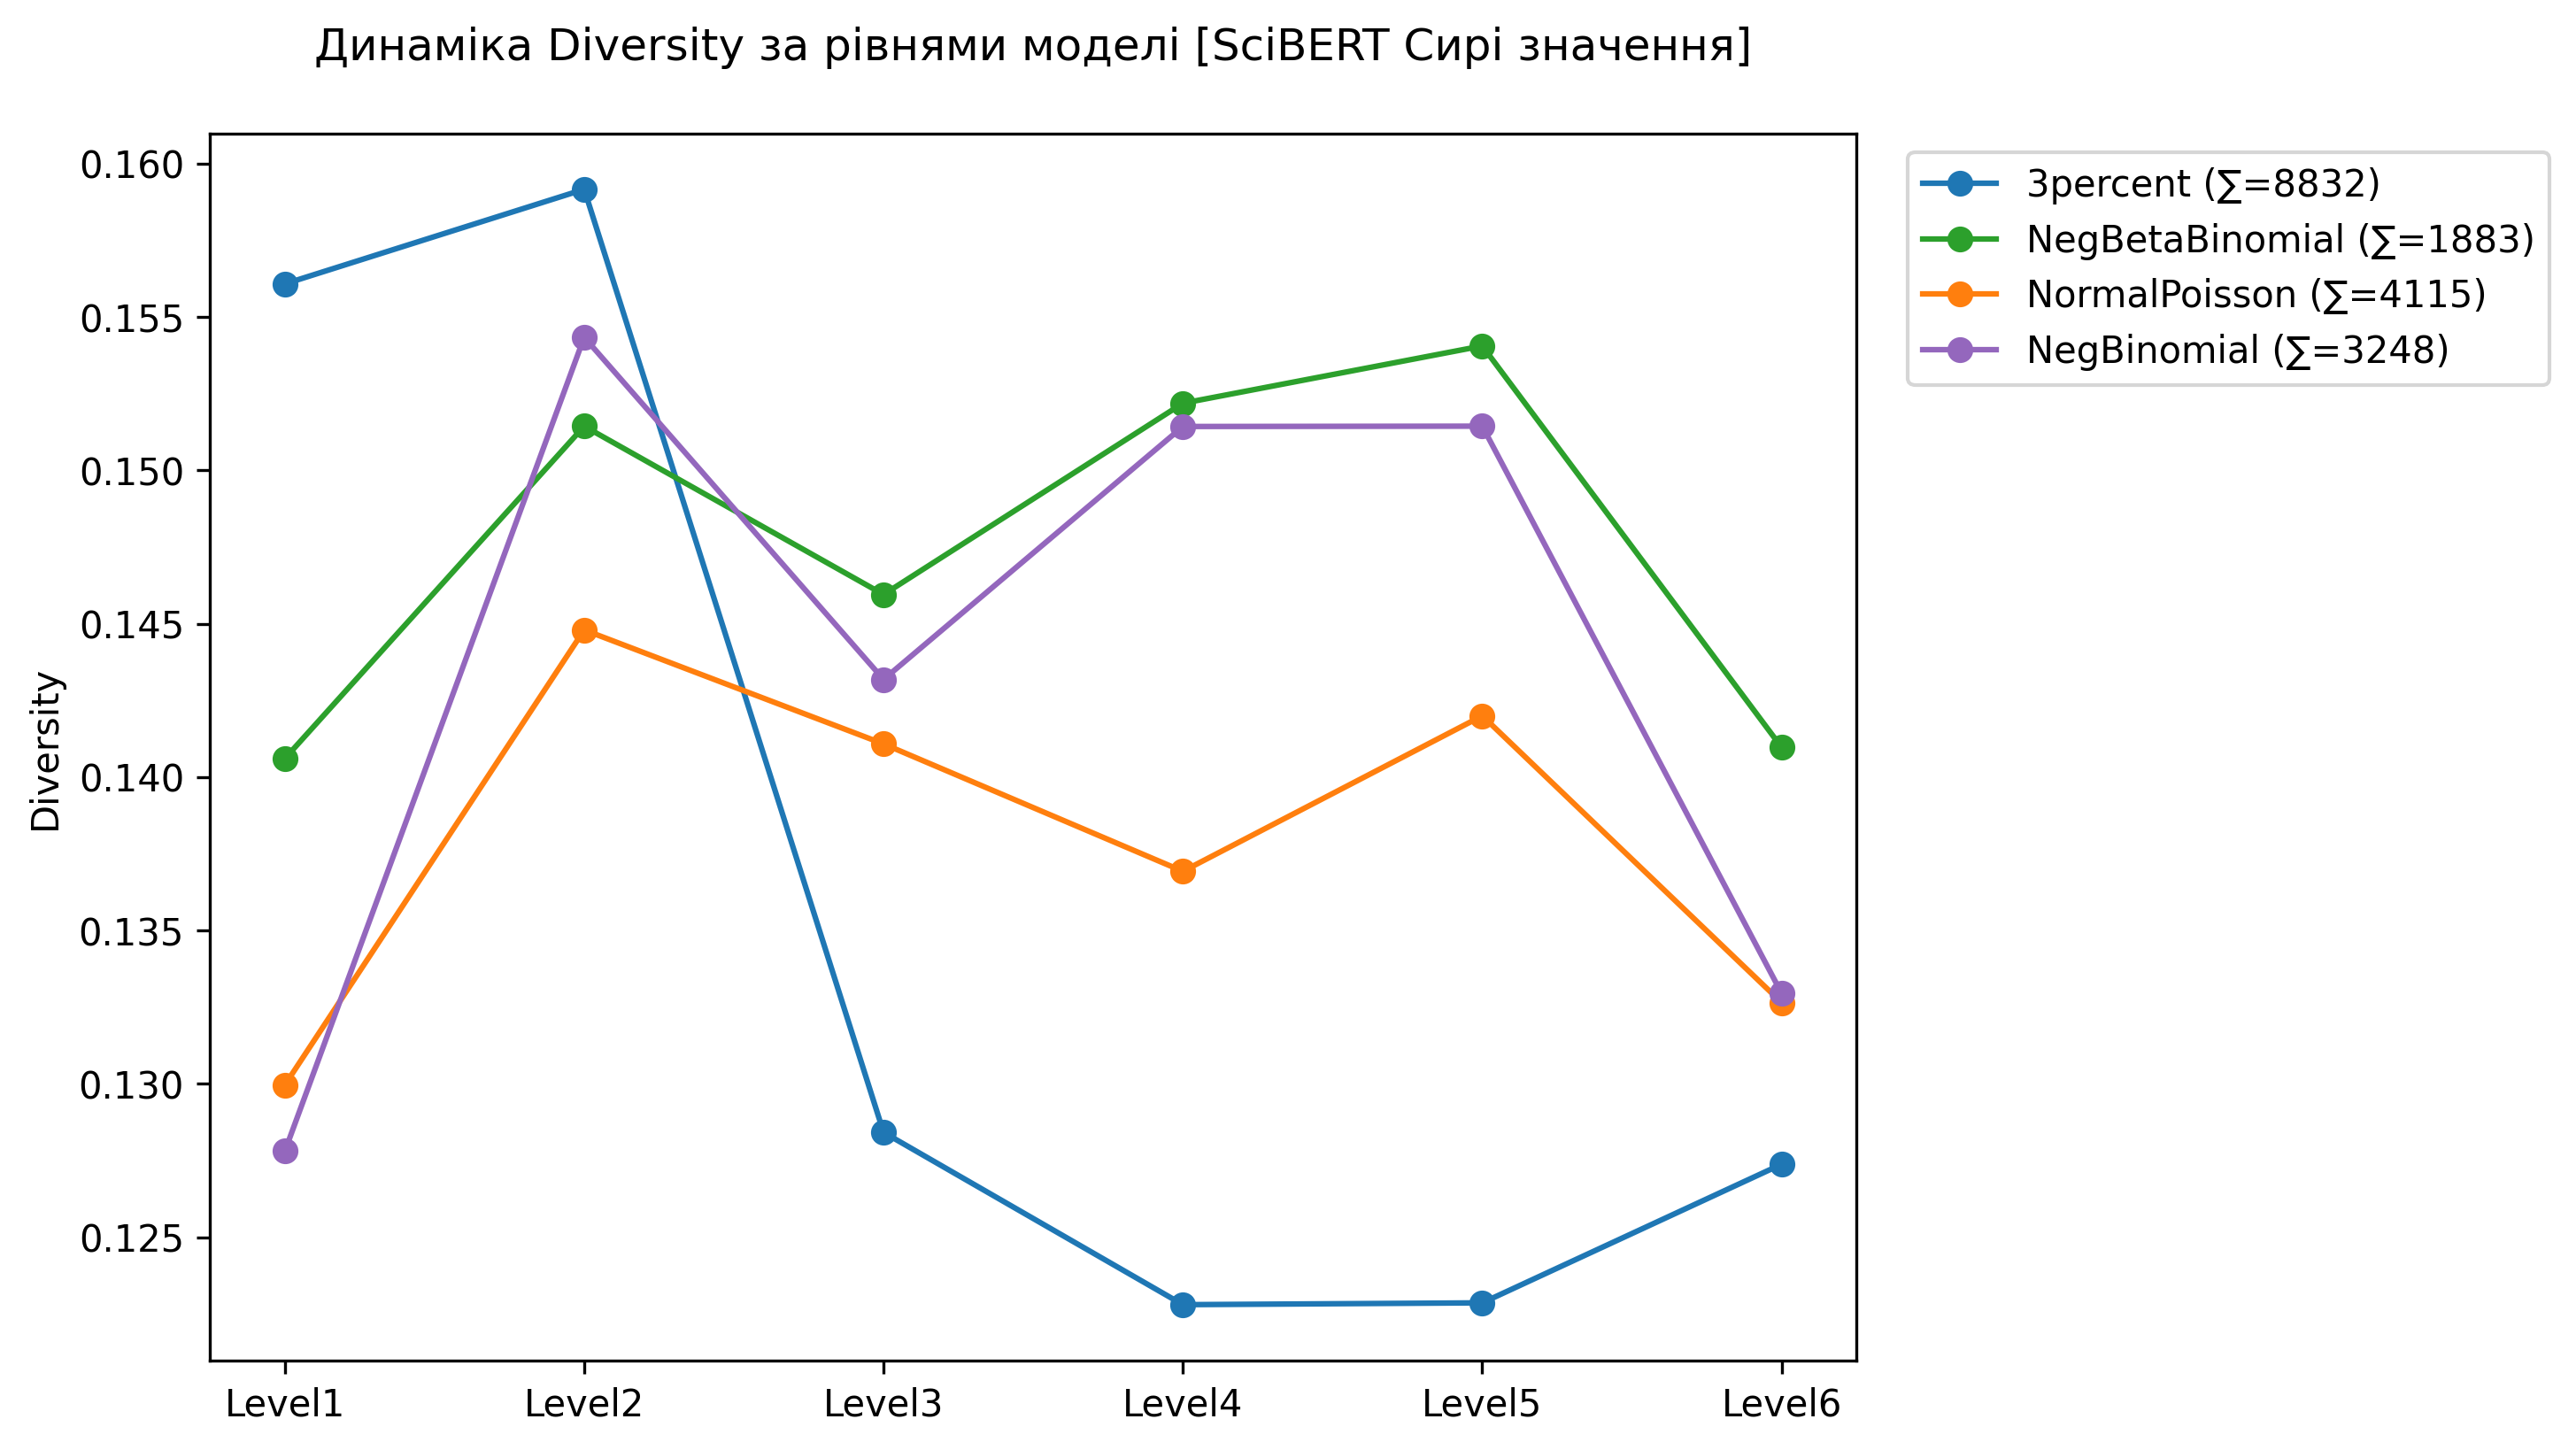 Динаміка Diversity за рівнями моделі [SciBERT Сирі значення]
0.160
0.155
0.150
0.145
0.140
0.135
0.130
0.125
Diversity
Level1 Level2 Level3 Level4 Level5 Level6
3percent (∑=8832)
NegBetaBinomial (∑=1883)
NormalPoisson (∑=4115)
NegBinomial (∑=3248)